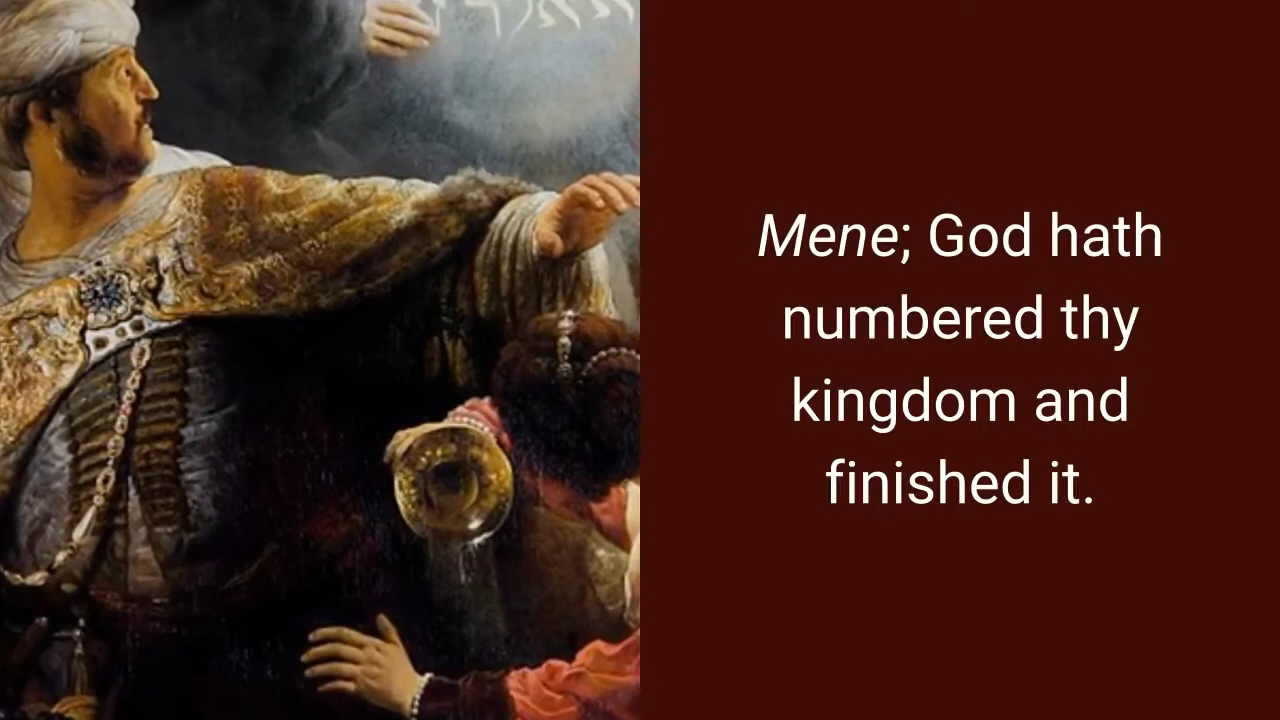 Mene; God hath
numbered thy
kingdom and
finished it.